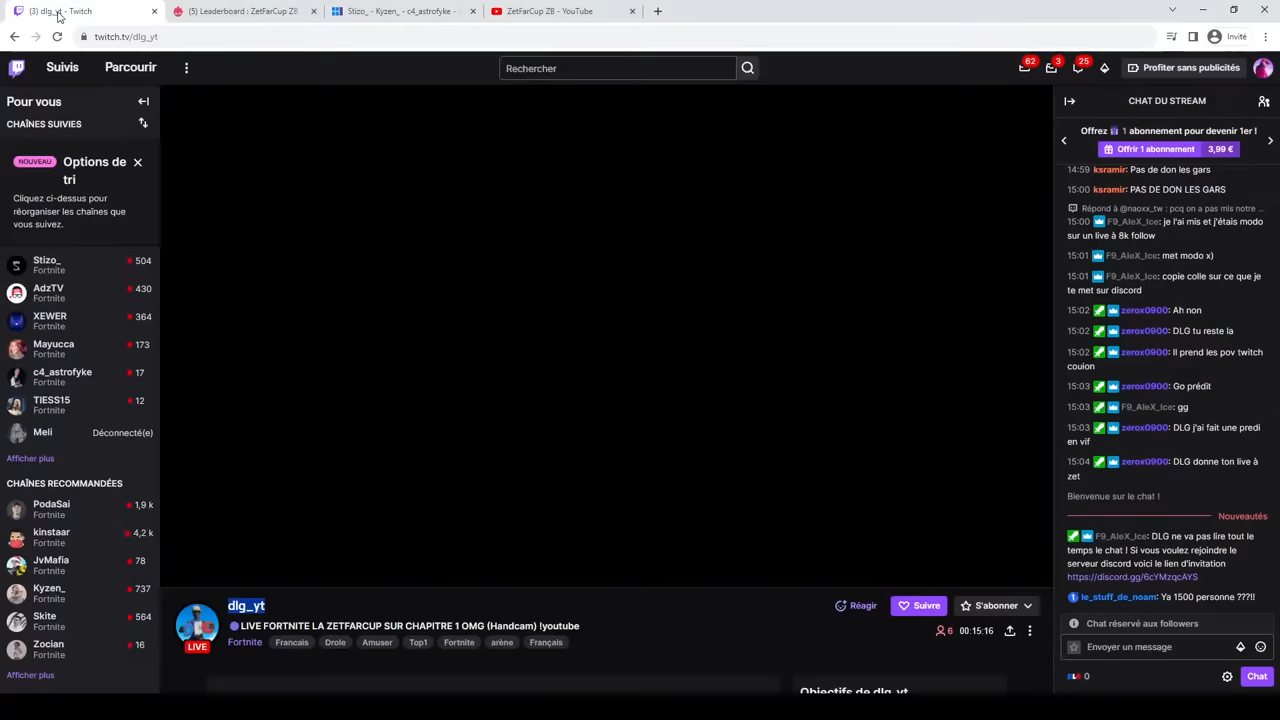 (3) dlg_yt - Twitch
(5) Leaderboard : ZetFarCup ZB
Stizo_ - Kyzen_ - c4_astrofyke -
ZetFarCup ZB - YouTube
twitch.tv/dlg_yt
Invité
Suivis
Parcourir
Rechercher
62
3
25
Profiter sans publicités
Pour vous
CHAÎNES SUIVIES
NOUVEAU
Options de
tri
Cliquez ci-dessus pour
réorganiser les chaînes que
vous suivez.
Stizo_
504
Fortnite
AdzTV
430
Fortnite
XEWER
364
Fortnite
Mayucca
173
Fortnite
c4_astrofyke
17
Fortnite
TIESS15
12
Fortnite
Meli
Déconnecté(e)
Afficher plus
CHAÎNES RECOMMANDÉES
PodaSai
1,9 k
Fortnite
kinstaar
4,2 k
Fortnite
JvMafia
78
Fortnite
Kyzen_
737
Fortnite
Skite
564
Fortnite
Zocian
16
Fortnite
Afficher plus
dlg_yt
LIVE FORTNITE LA ZETFARCUP SUR CHAPITRE 1 OMG (Handcam) !youtube
LIVE
Fortnite
Francais
Drole
Amuser
Top1
Fortnite
arène
Français
Réagir
Suivre
S'abonner
6
00:15:16
Objectifs de dlg_yt
CHAT DU STREAM
Offrez 1 abonnement pour devenir 1er !
Offrir 1 abonnement
3,99 €
14:59 ksramir: Pas de don les gars
15:00 ksramir: PAS DE DON LES GARS
Répond à @naoxx_tw : pcq on a pas mis notre ...
15:00 F9_AleX_Ice: je l'ai mis et j'étais modo
sur un live à 8k follow
15:01 F9_AleX_Ice: met modo x)
15:01 F9_AleX_Ice: copie colle sur ce que je
te met sur discord
15:02 zerox0900: Ah non
15:02 zerox0900: DLG tu reste la
15:02 zerox0900: Il prend les pov twitch
couion
15:03 zerox0900: Go prédit
15:03 F9_AleX_Ice: gg
15:03 zerox0900: DLG j'ai fait une predi
en vif
15:04 zerox0900: DLG donne ton live à
zet
Bienvenue sur le chat !
Nouveautés
F9_AleX_Ice: DLG ne va pas lire tout le
temps le chat ! Si vous voulez rejoindre le
serveur discord voici le lien d'invitation
https://discord.gg/6cYMzqcAYS
1 le_stuff_de_noam: Ya 1500 personne ???!!
Chat réservé aux followers
Envoyer un message
0
Chat